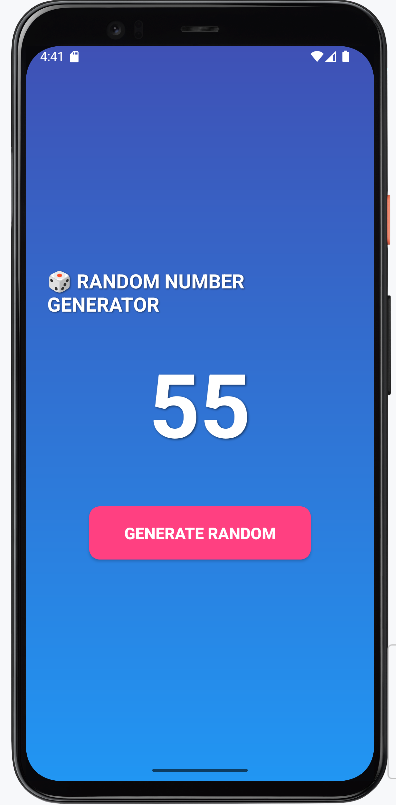 4:41
🎲 RANDOM NUMBER
GENERATOR
55
GENERATE RANDOM